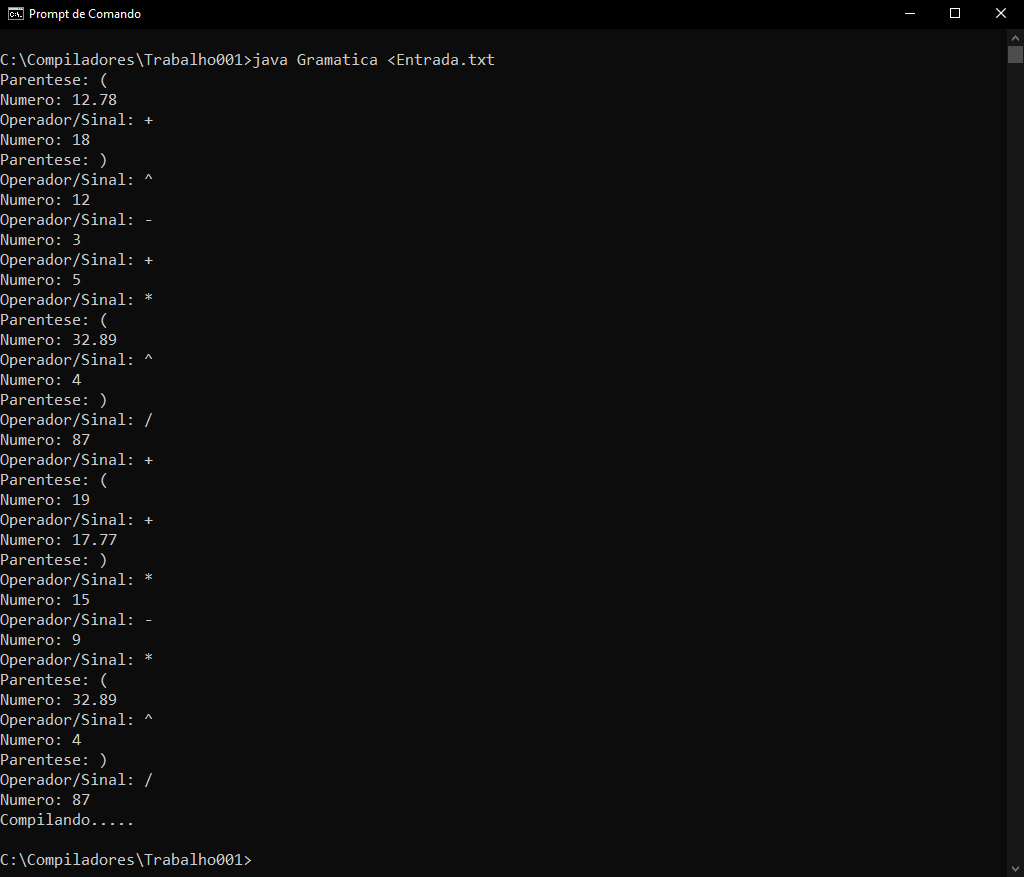 Prompt de Comando
C:\Compiladores\Trabalho001>java Gramatica <Entrada.txt
Parentese: (
Numero: 12.78
Operador/Sinal: +
Numero: 18
Parentese: )
Operador/Sinal: ^
Numero: 12
Operador/Sinal: -
Numero: 3
Operador/Sinal: +
Numero: 5
Operador/Sinal: *
Parentese: (
Numero: 32.89
Operador/Sinal: ^
Numero: 4
Parentese: )
Operador/Sinal: /
Numero: 87
Operador/Sinal: +
Parentese: (
Numero: 19
Operador/Sinal: +
Numero: 17.77
Parentese: )
Operador/Sinal: *
Numero: 15
Operador/Sinal: -
Numero: 9
Operador/Sinal: *
Parentese: (
Numero: 32.89
Operador/Sinal: ^
Numero: 4
Parentese: )
Operador/Sinal: /
Numero: 87
Compilando.....
C:\Compiladores\Trabalho001>